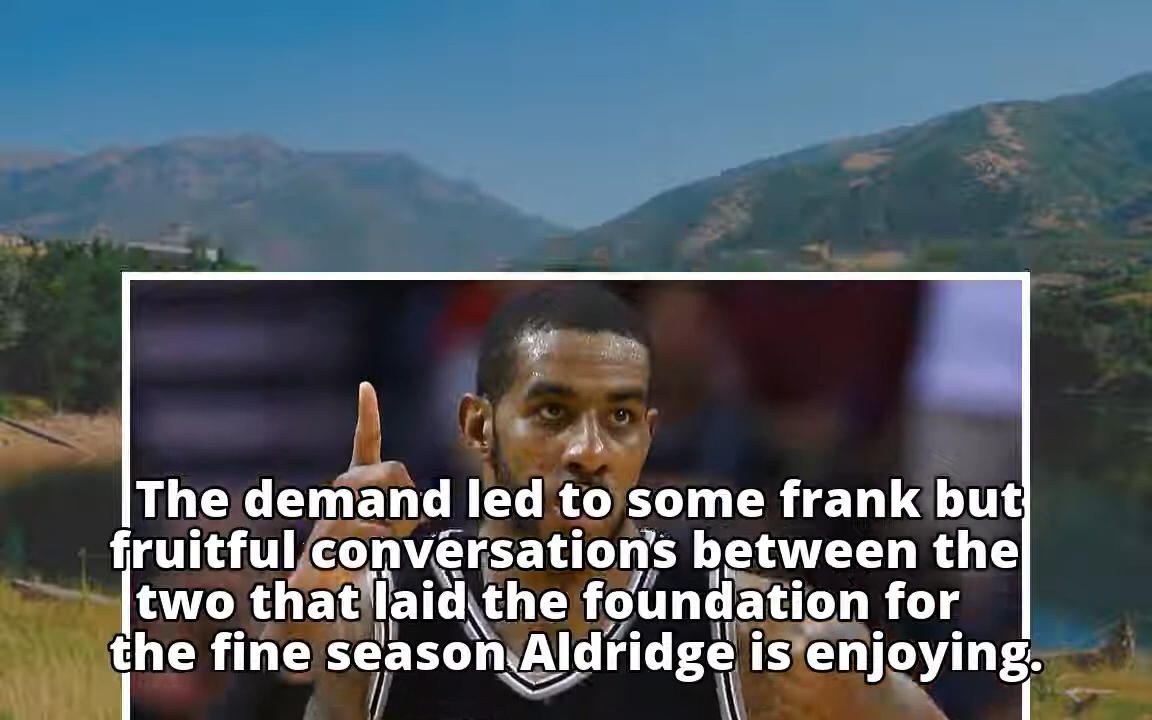 The demand led to some frank but
fruitful conversations between the
two that laid the foundation for
the fine season Aldridge is enjoying.